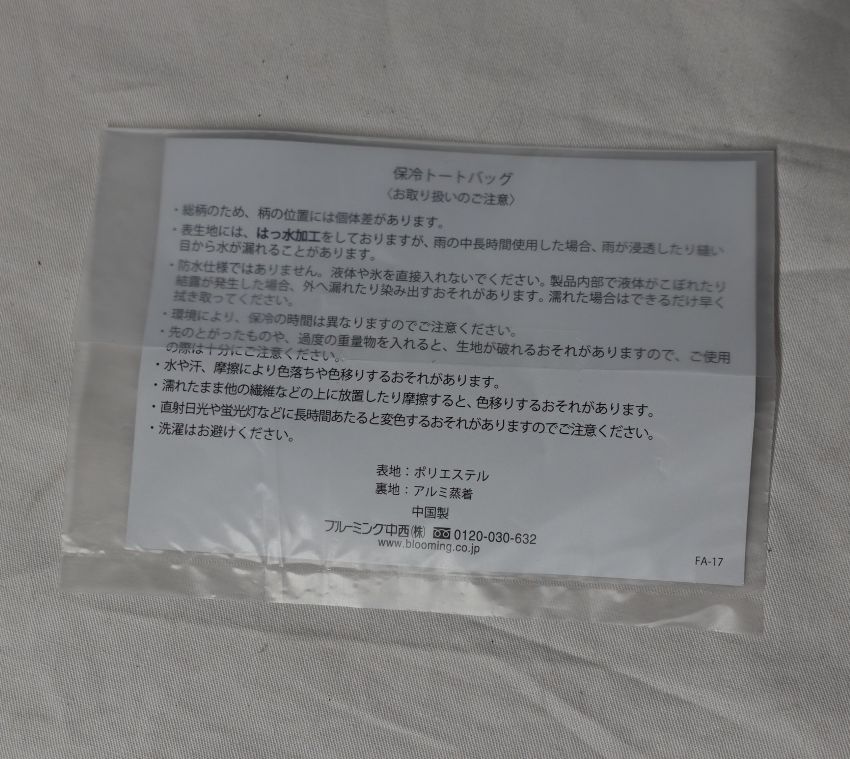 保冷トートバッグ
〈お取り扱いのご注意〉
・総柄のため、柄の位置には個体差があります。
・表生地には、はっ水加工をしておりますが、雨の中長時間使用した場合、雨が浸透したり縫い
目から水が漏れることがあります。
・防水仕様ではありません。液体や氷を直接入れないでください。製品内部で液体がこぼれたり
結露が発生した場合、外へ漏れたり染み出すおそれがあります。濡れた場合はできるだけ早く
拭き取ってください。
・環境により、保冷の時間は異なりますのでご注意ください。
・先のとがったものや、過度の重量物を入れると、生地が破れるおそれがありますので、ご使用
の際は十分にご注意ください。
・水や汗、摩擦により色落ちや色移りするおそれがあります。
・濡れたまま他の繊維などの上に放置したり摩擦すると、色移りするおそれがあります。
・直射日光や蛍光灯などに長時間あたると変色するおそれがありますのでご注意ください。
・洗濯はお避けください。
表地：ポリエステル
裏地：アルミ蒸着
中国製
ブルーミング中西㈱ 0120-030-632
www.blooming.co.jp
FA-17